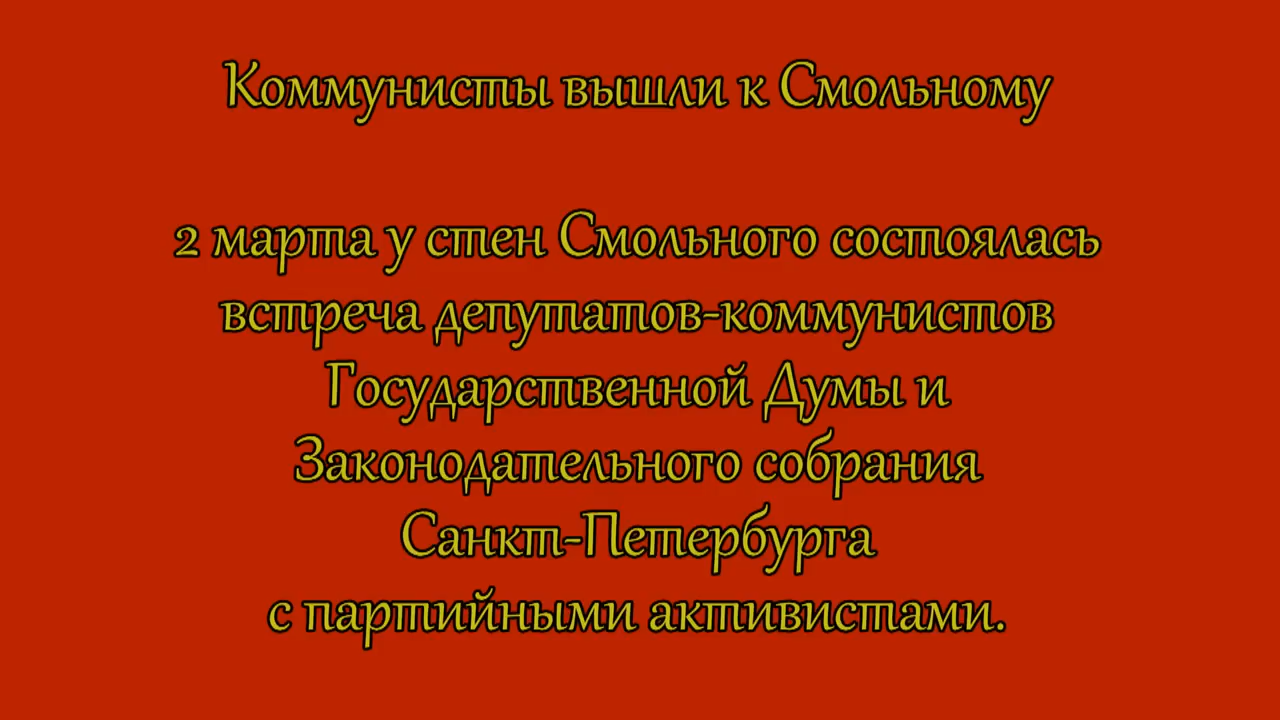 Коммунисты вышли к Смольному
2 марта у стен Смольного состоялась
встреча депутатов-коммунистов
Государственной Думы и
Законодательного собрания
Санкт-Петербурга
с партийными активистами.